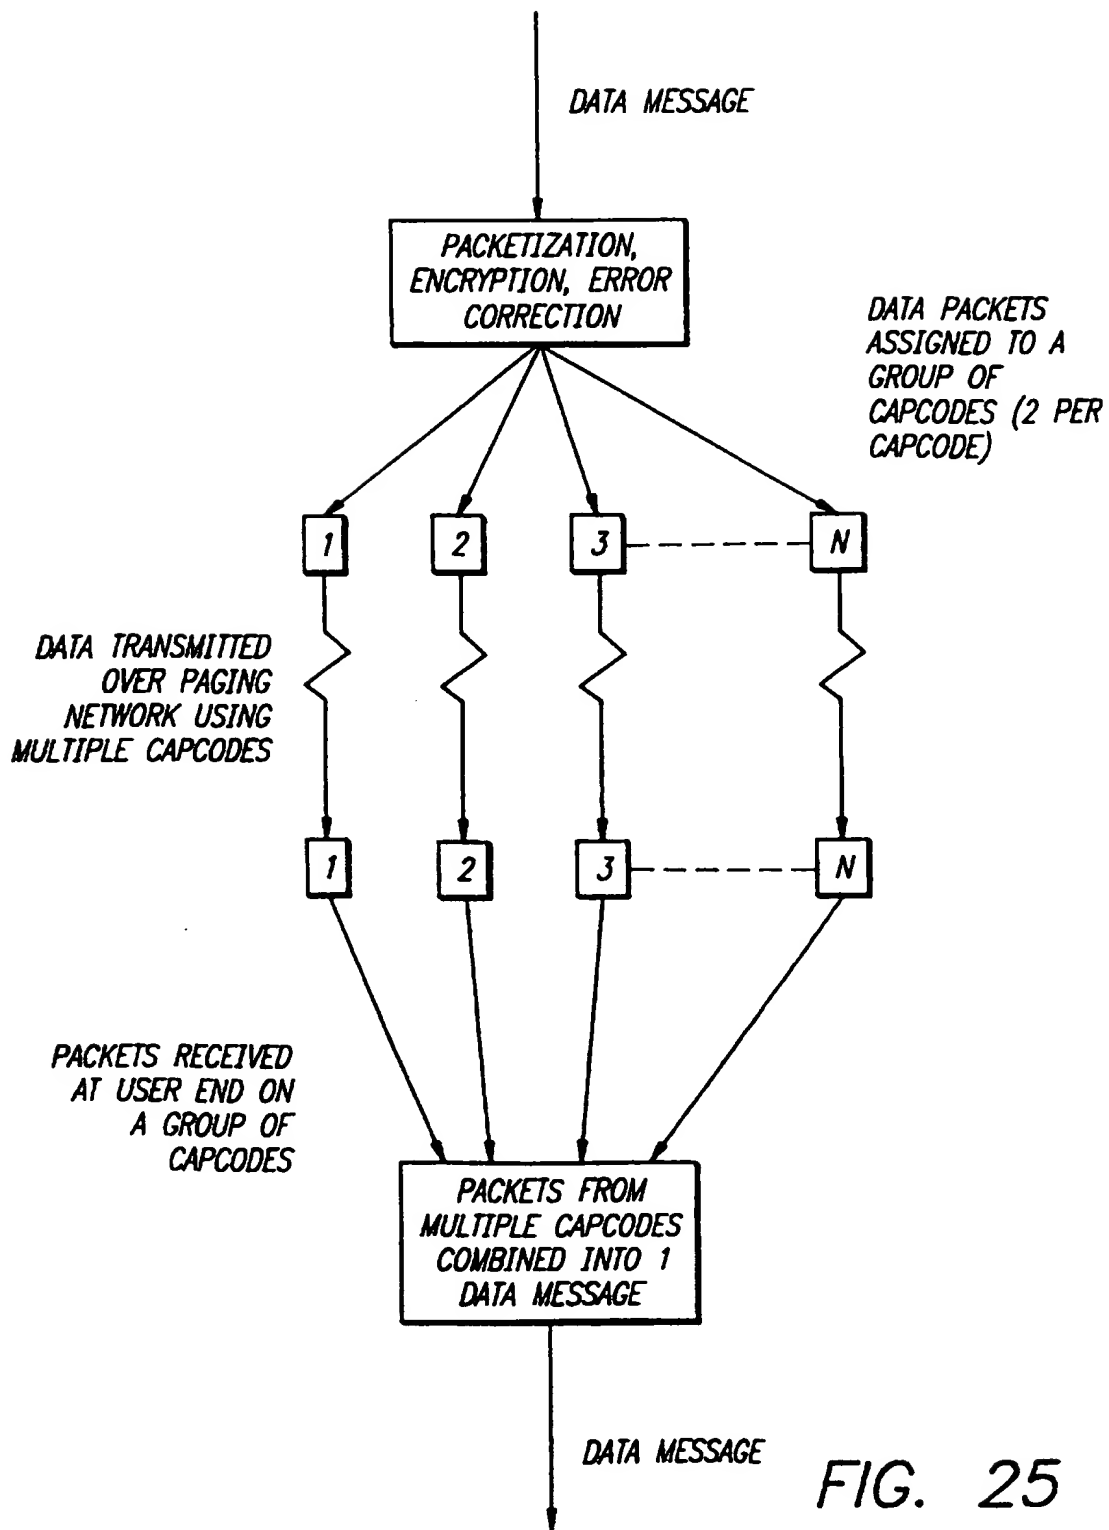 DATA MESSAGE
PACKETIZATION,
ENCRYPTION, ERROR
CORRECTION
DATA PACKETS
ASSIGNED TO A
GROUP OF
CAPCODES (2 PER
CAPCODE)
1 2 3 N
DATA TRANSMITTED
OVER PAGING
NETWORK USING
MULTIPLE CAPCODES
1 2 3 N
PACKETS RECEIVED
AT USER END ON
A GROUP OF
CAPCODES
PACKETS FROM
MULTIPLE CAPCODES
COMBINED INTO 1
DATA MESSAGE
DATA MESSAGE
FIG. 25